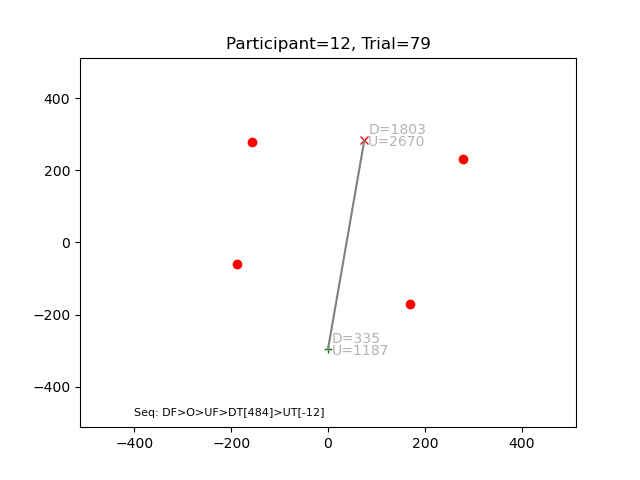 Participant=12, Trial=79
400
200
0
−200
−400
D=1803
U=2670
D=335
U=1187
Seq: DF>O>UF>DT[484]>UT[-12]
−400
−200
0
200
400